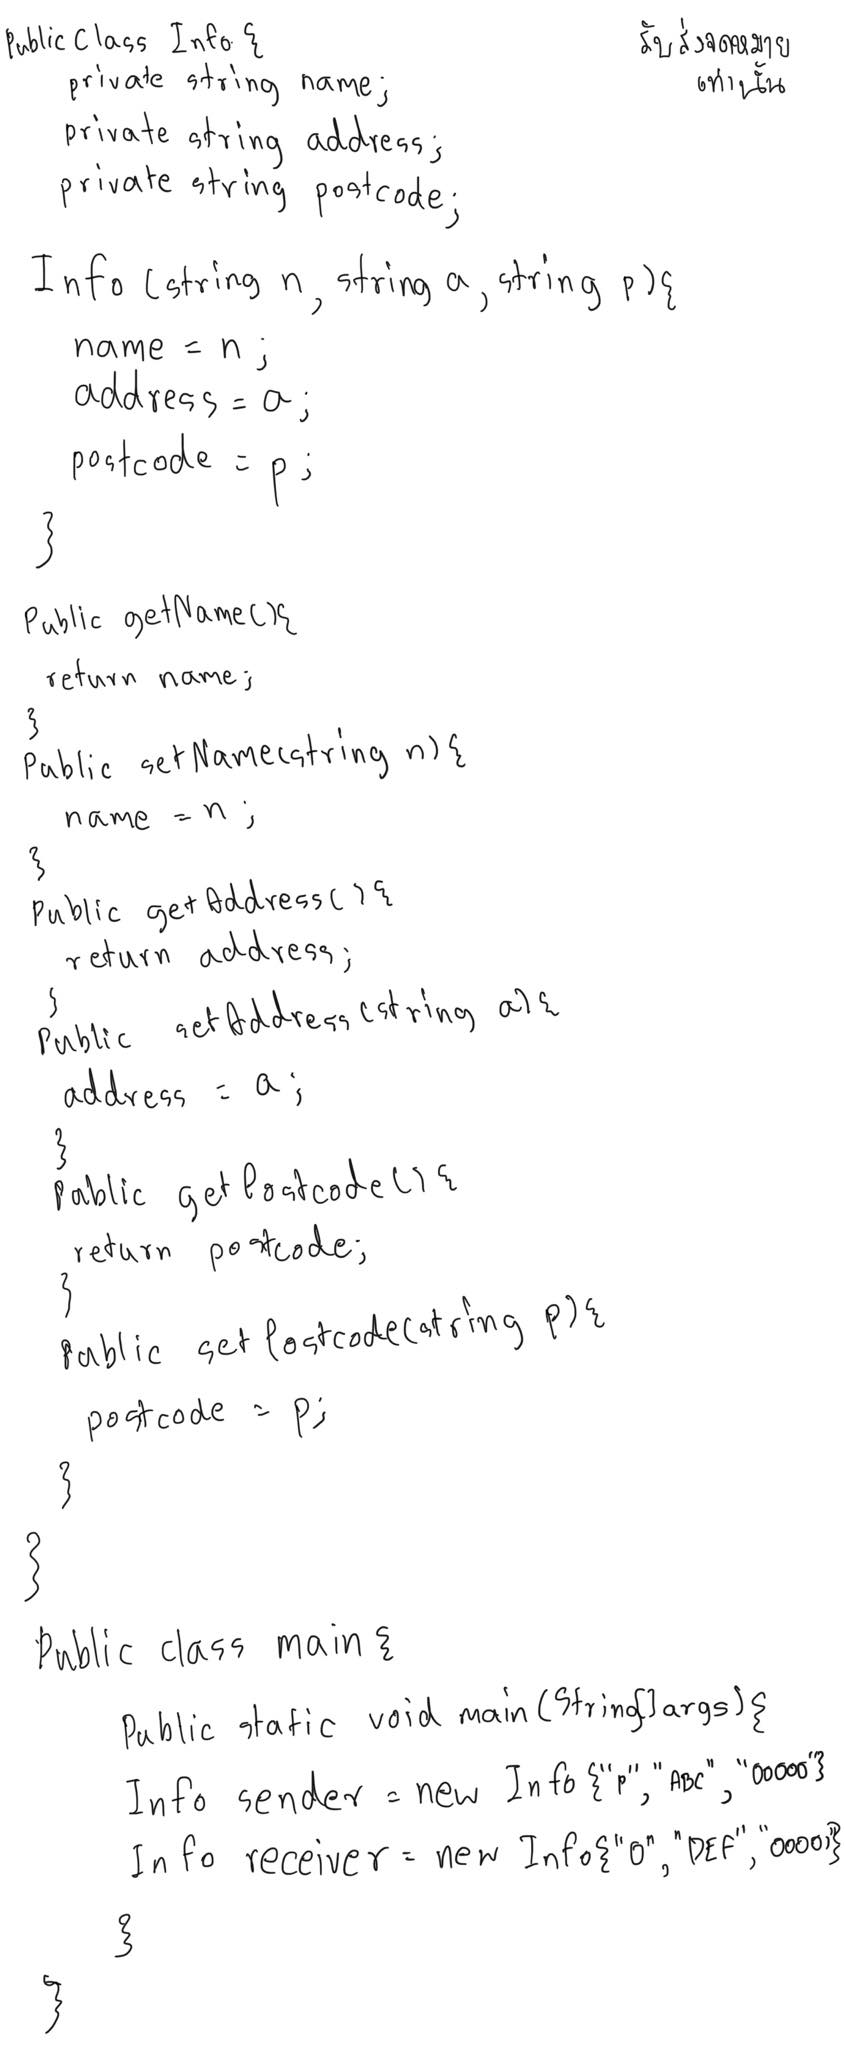 Public Class Info {
รับส่งจดหมาย
เท่านั้น
private string name;
private string address;
private string postcode;
Info (string n, string a, string p){
name = n;
address = a;
postcode = p;
}
Public getName(){
return name;
}
Public setName(string n){
name = n;
}
Public getAddress(){
return address;
}
Public setAddress(string a){
address = a;
}
Public getPostcode(){
return postcode;
}
Public setPostcode(string p){
postcode = p;
}
}
Public class main {
Public static void main (String[] args){
Info sender = new Info {"P", "ABC", "00000"}
Info receiver = new Info{"O", "DEF", "00001"}
}
}